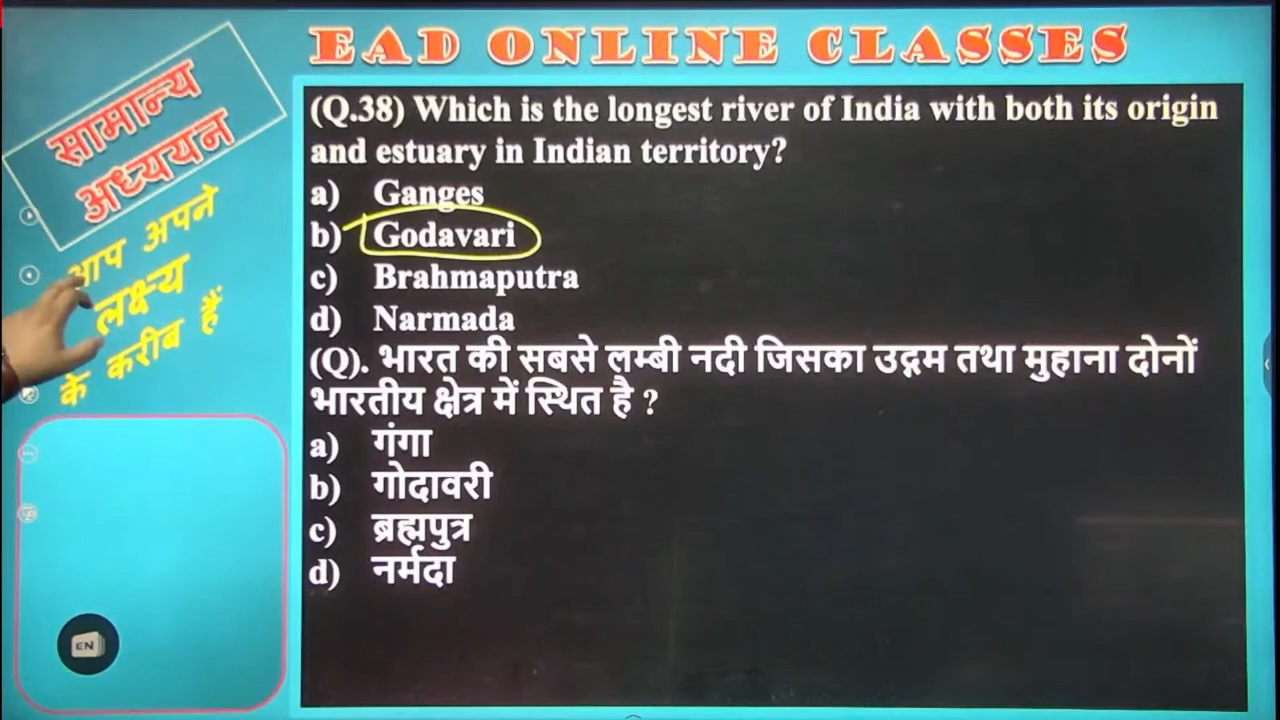 EAD ONLINE CLASSES
सामान्य
अध्ययन
आप अपने
लक्ष्य
के करीब हैं
(Q.38) Which is the longest river of India with both its origin
and estuary in Indian territory?
a) Ganges
b) Godavari
c) Brahmaputra
d) Narmada
(Q). भारत की सबसे लम्बी नदी जिसका उद्गम तथा मुहाना दोनों
भारतीय क्षेत्र में स्थित है ?
a) गंगा
b) गोदावरी
c) ब्रह्मपुत्र
d) नर्मदा
EN